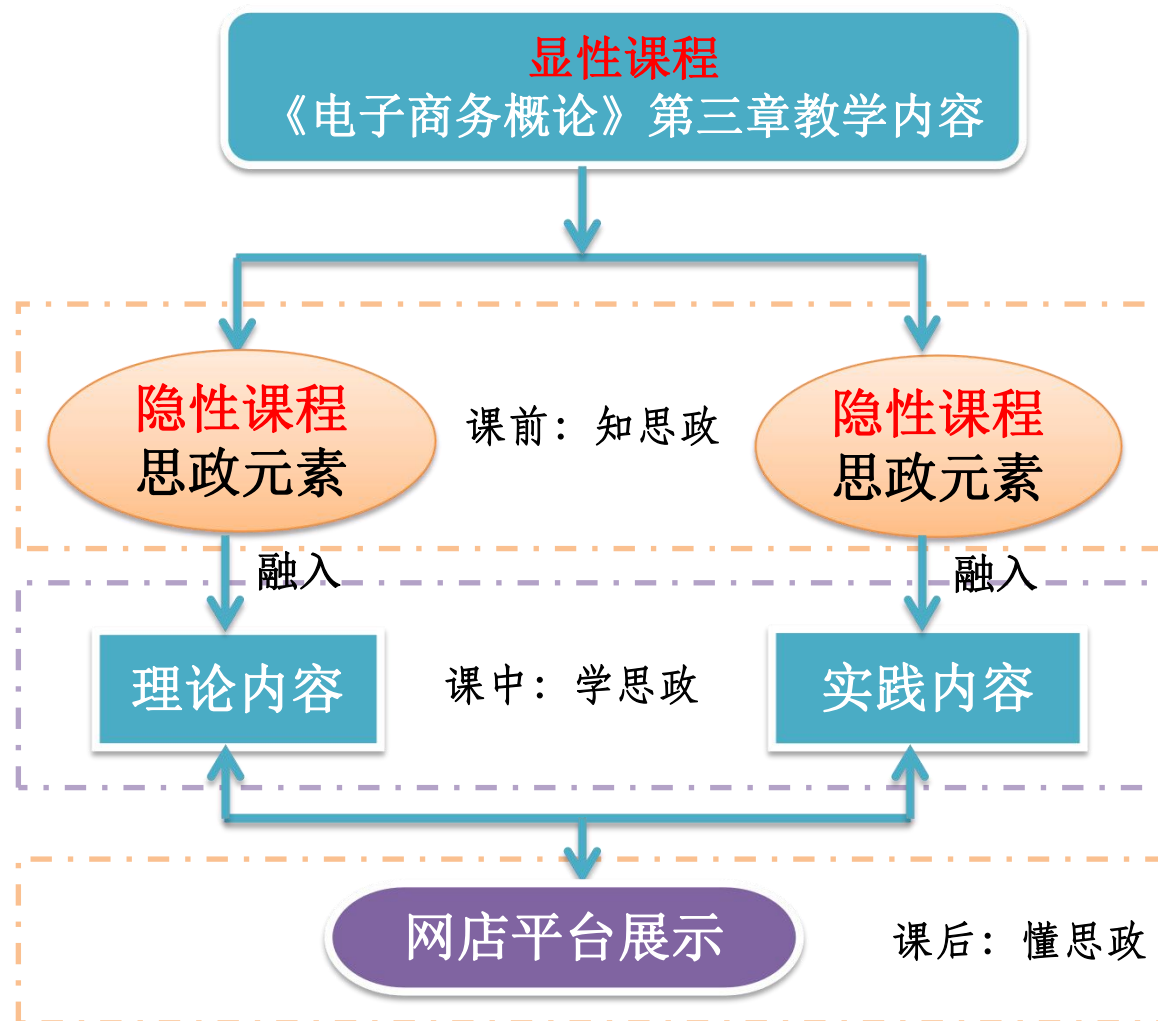 显性课程
《电子商务概论》第三章教学内容
隐性课程
思政元素
课前：知思政
隐性课程
思政元素
融入
融入
理论内容
课中：学思政
实践内容
网店平台展示
课后：懂思政